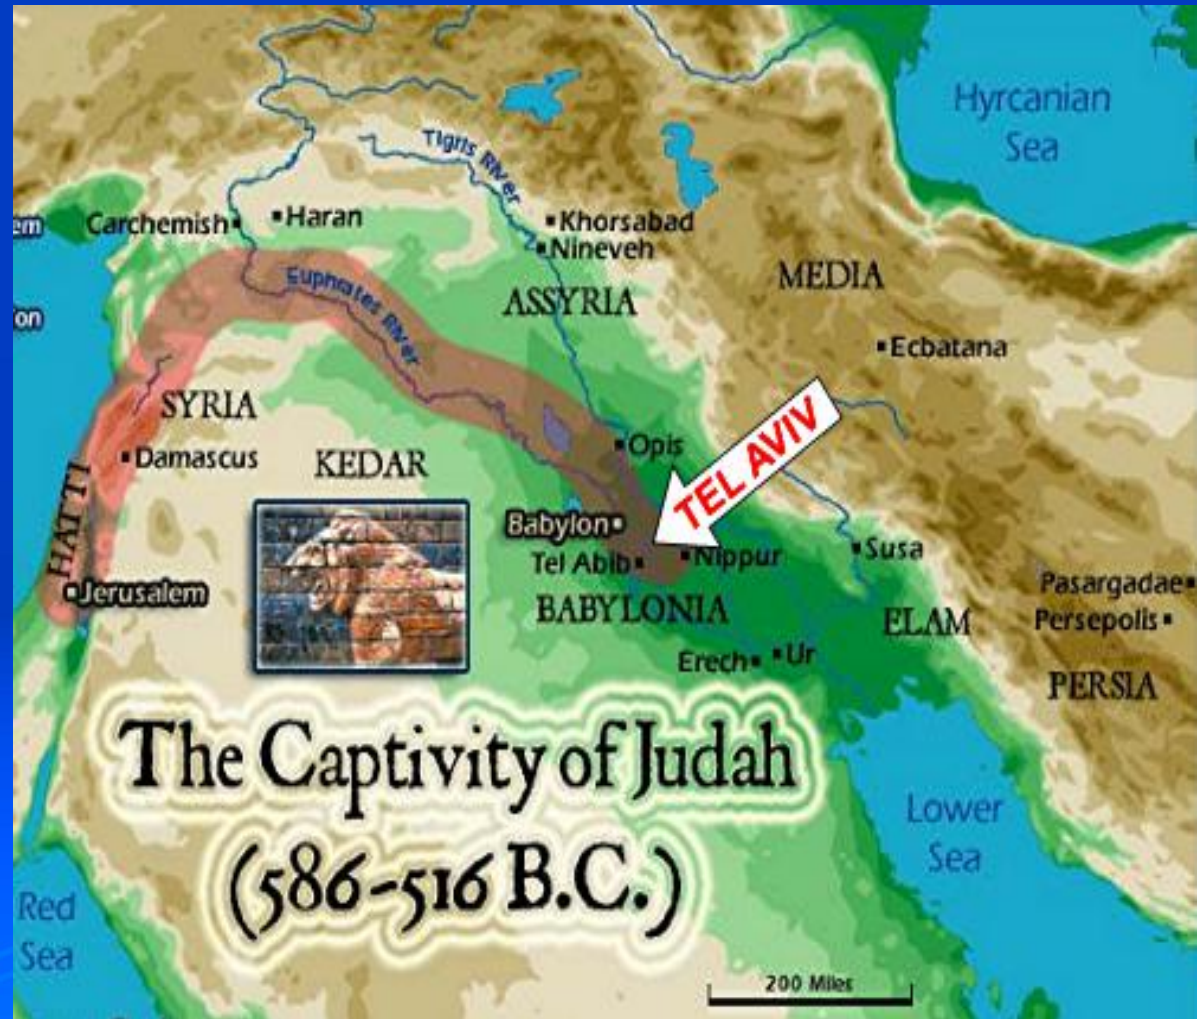 Hyrcanian
Sea
Tigris River
em
Carchemish
Haran
Khorsabad
Nineveh
MEDIA
Euphrates River
ASSYRIA
on
Ecbatana
SYRIA
TEL AVIV
Damascus
KEDAR
Opis
HATTI
Babylon
Tel Abib
Nippur
Susa
Jerusalem
BABYLONIA
ELAM
Pasargadae
Persepolis
Erech
Ur
PERSIA
The Captivity of Judah
(586-516 B.C.)
Lower
Sea
Red
Sea
200 Miles